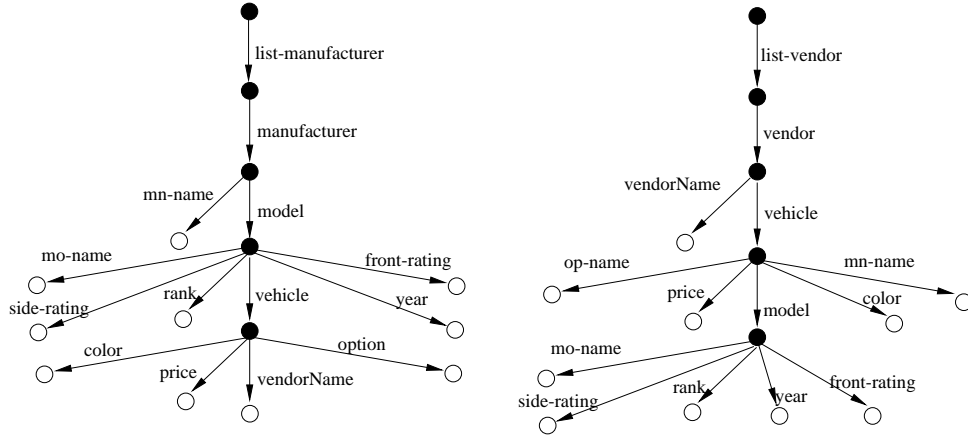 list-manufacturer
manufacturer
mn-name
model
mo-name
front-rating
side-rating
rank
vehicle
year
color
price
vendorName
option
list-vendor
vendor
vendorName
vehicle
op-name
mn-name
price
color
model
mo-name
side-rating
rank
year
front-rating